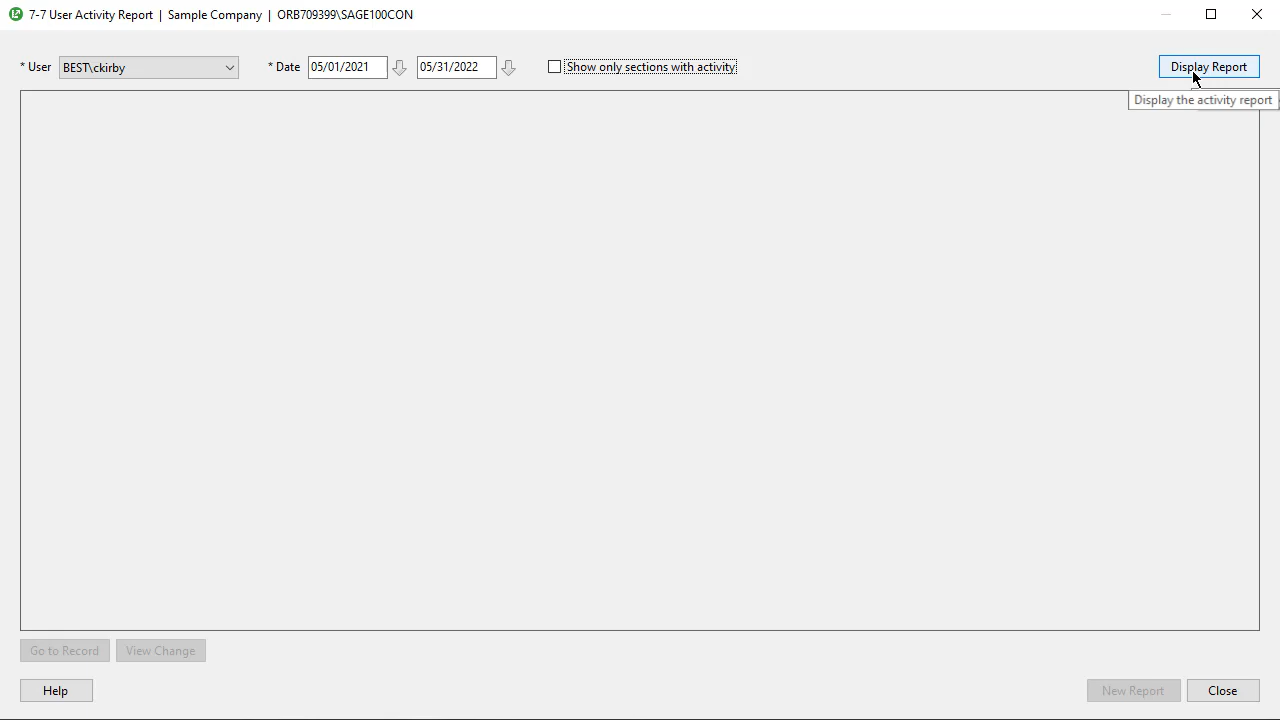 7-7 User Activity Report | Sample Company | ORB709399\SAGE100CON
* User BEST\ckirby * Date 05/01/2021 05/31/2022 Show only sections with activity Display Report
Display the activity report
Go to Record View Change
Help New Report Close